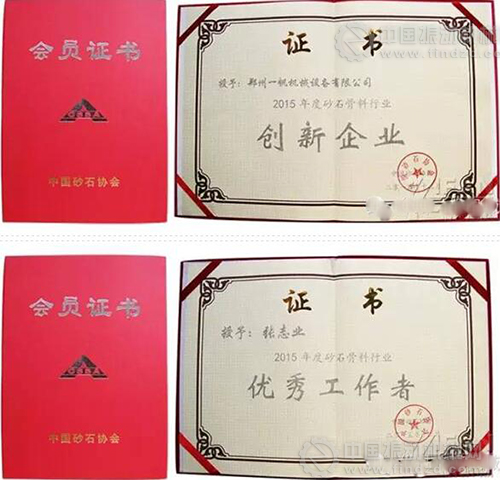 会员证书
CSSA
中国砂石协会
证 书
授予：郑州一帆机械设备有限公司
2015年度砂石骨料行业
创新企业
会员证书
中国砂石协会
证 书
授予：张志业
2015年度砂石骨料行业
优秀工作者